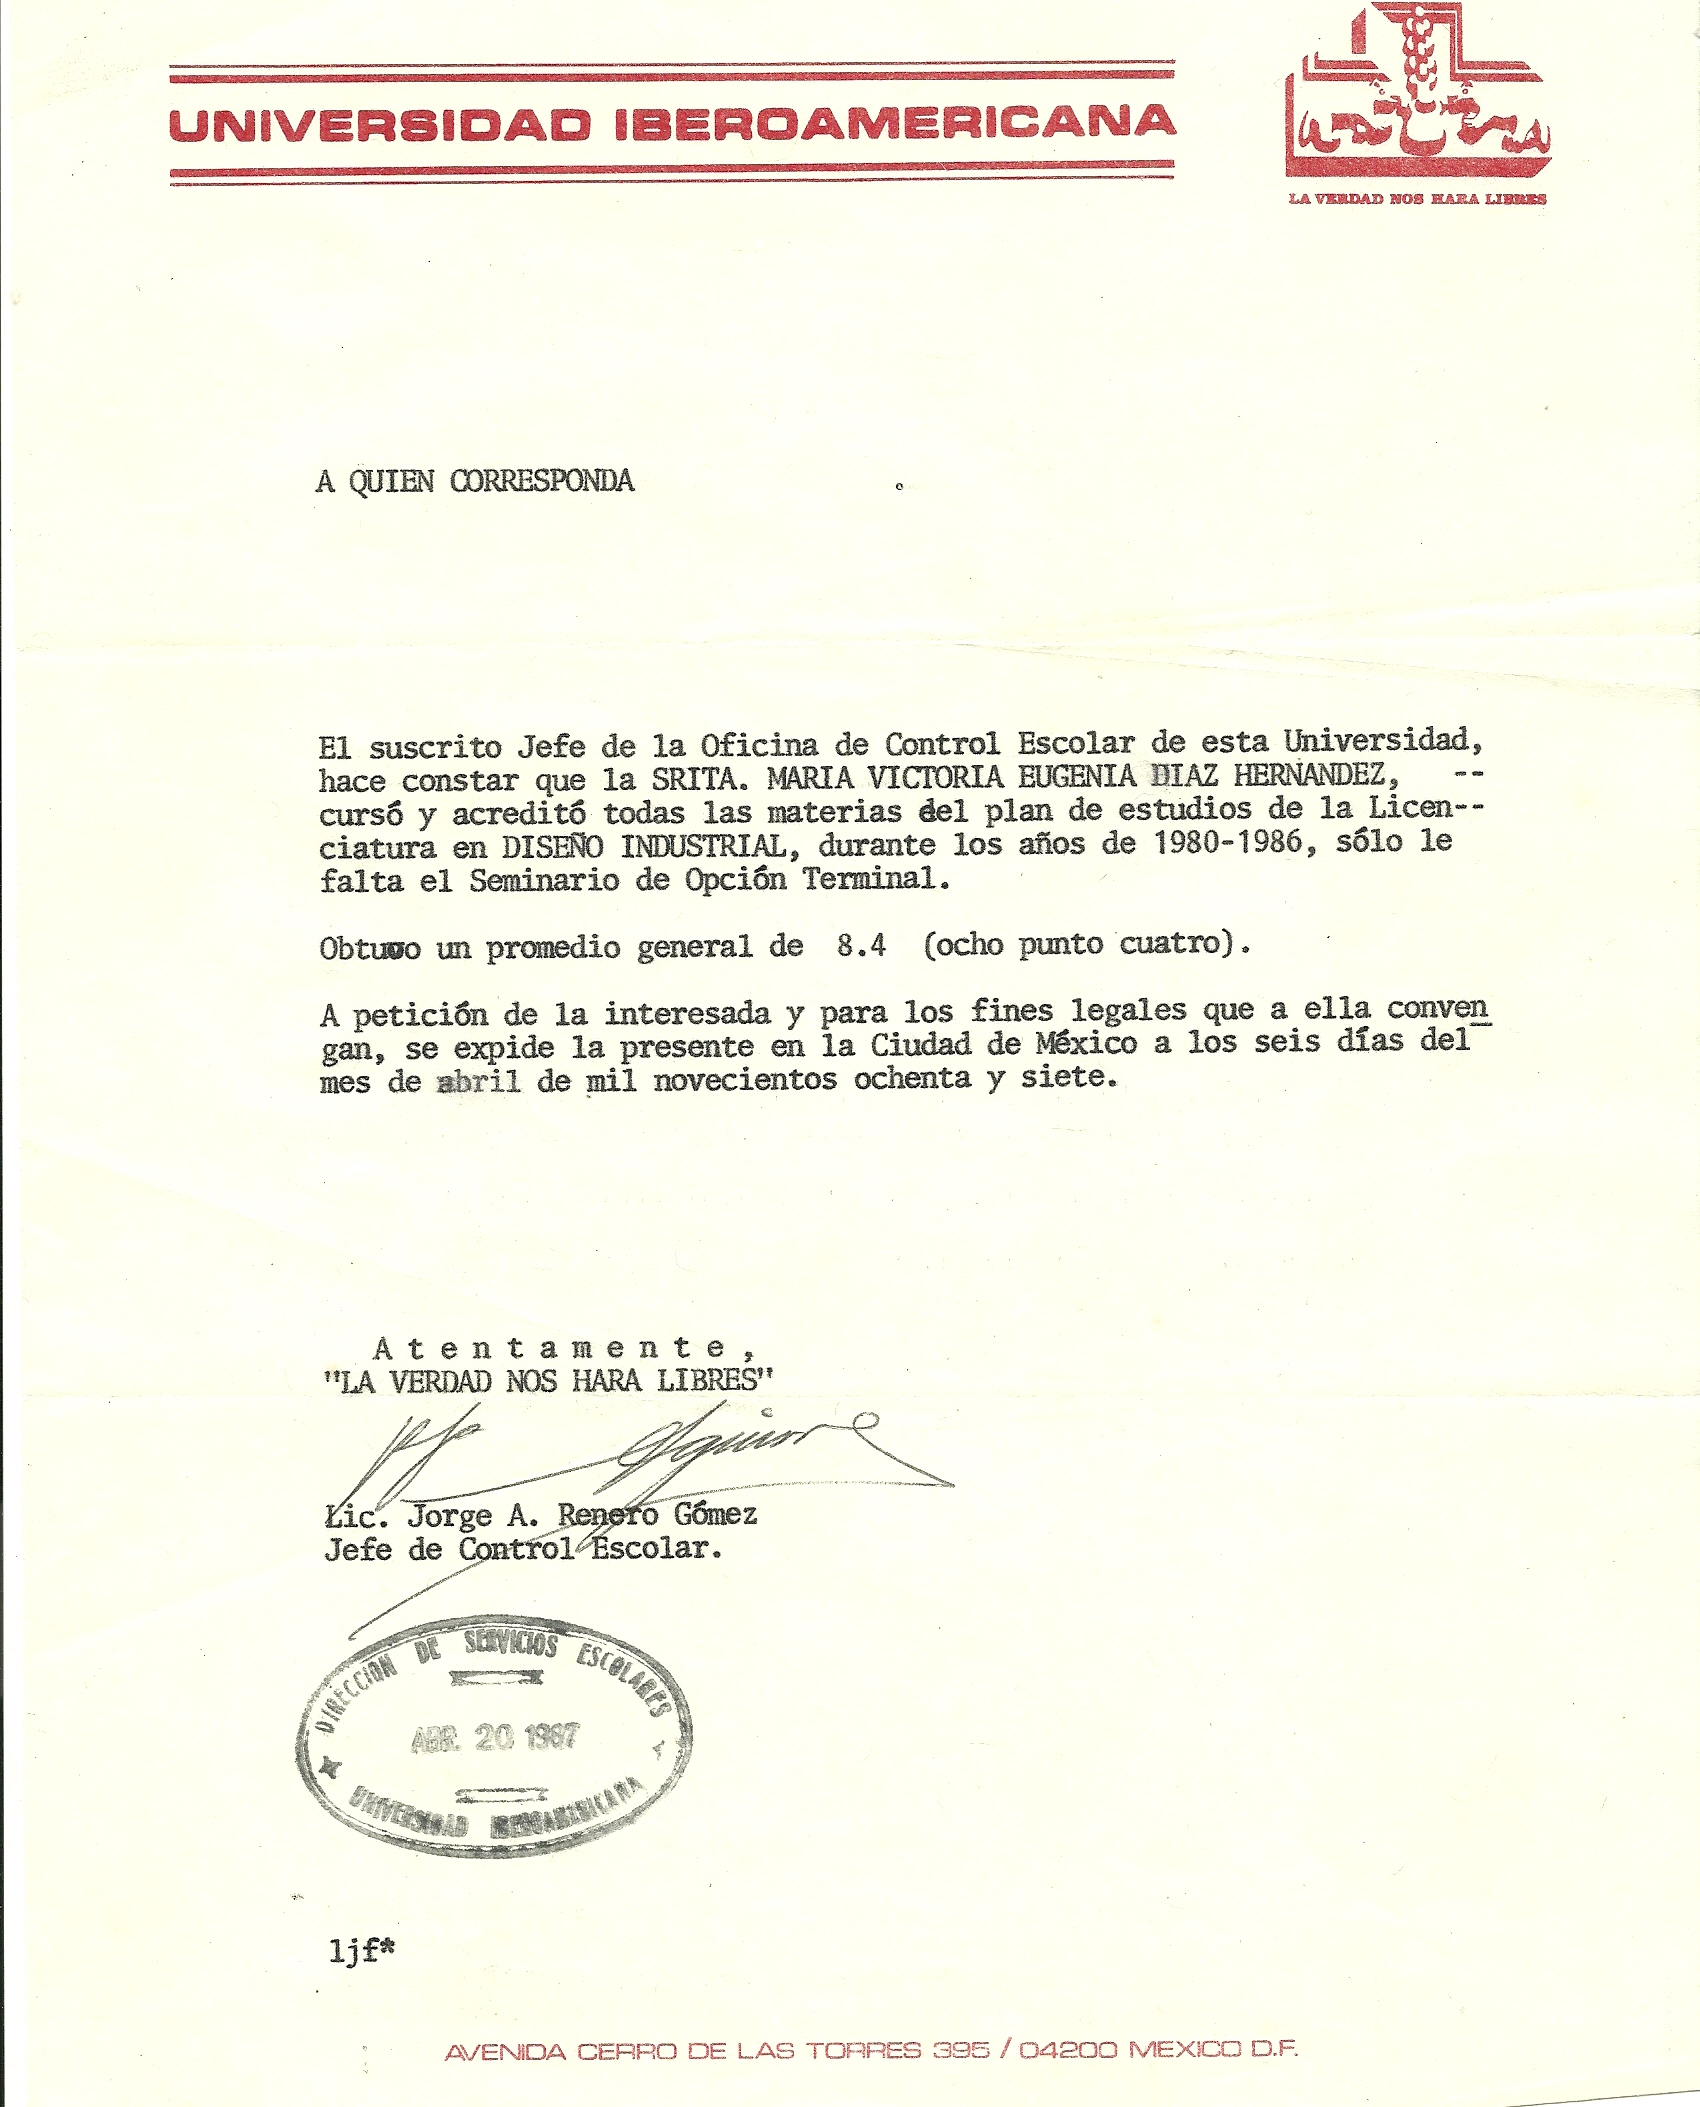 UNIVERSIDAD IBEROAMERICANA
LA VERDAD NOS HARA LIBRES
A QUIEN CORRESPONDA
El suscrito Jefe de la Oficina de Control Escolar de esta Universidad,
hace constar que la SRITA. MARIA VICTORIA EUGENIA DIAZ HERNANDEZ, --
cursó y acreditó todas las materias del plan de estudios de la Licen--
ciatura en DISEÑO INDUSTRIAL, durante los años de 1980-1986, sólo le
falta el Seminario de Opción Terminal.
Obtuvo un promedio general de 8.4 (ocho punto cuatro).
A petición de la interesada y para los fines legales que a ella conven
gan, se expide la presente en la Ciudad de México a los seis días del
mes de abril de mil novecientos ochenta y siete.
A t e n t a m e n t e ,
"LA VERDAD NOS HARA LIBRES"
Lic. Jorge A. Renero Gómez
Jefe de Control Escolar.
DIRECCION DE SERVICIOS ESCOLARES
ABR. 20 1987
UNIVERSIDAD IBEROAMERICANA
ljf*
AVENIDA CERRO DE LAS TORRES 395 / 04200 MEXICO D.F.